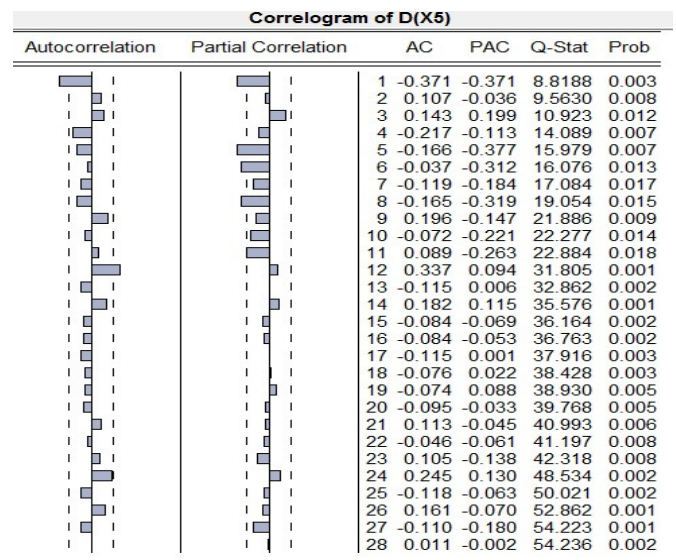 Correlogram of D(X5)
Autocorrelation Partial Correlation AC PAC Q-Stat Prob
1 -0.371 -0.371 8.8188 0.003
2 0.107 -0.036 9.5630 0.008
3 0.143 0.199 10.923 0.012
4 -0.217 -0.113 14.089 0.007
5 -0.166 -0.377 15.979 0.007
6 -0.037 -0.312 16.076 0.013
7 -0.119 -0.184 17.084 0.017
8 -0.165 -0.319 19.054 0.015
9 0.196 -0.147 21.886 0.009
10 -0.072 -0.221 22.277 0.014
11 0.089 -0.263 22.884 0.018
12 0.337 0.094 31.805 0.001
13 -0.115 0.006 32.862 0.002
14 0.182 0.115 35.576 0.001
15 -0.084 -0.069 36.164 0.002
16 -0.084 -0.053 36.763 0.002
17 -0.115 0.001 37.916 0.003
18 -0.076 0.022 38.428 0.003
19 -0.074 0.088 38.930 0.005
20 -0.095 -0.033 39.768 0.005
21 0.113 -0.045 40.993 0.006
22 -0.046 -0.061 41.197 0.008
23 0.105 -0.138 42.318 0.008
24 0.245 0.130 48.534 0.002
25 -0.118 -0.063 50.021 0.002
26 0.161 -0.070 52.862 0.001
27 -0.110 -0.180 54.223 0.001
28 0.011 -0.002 54.236 0.002